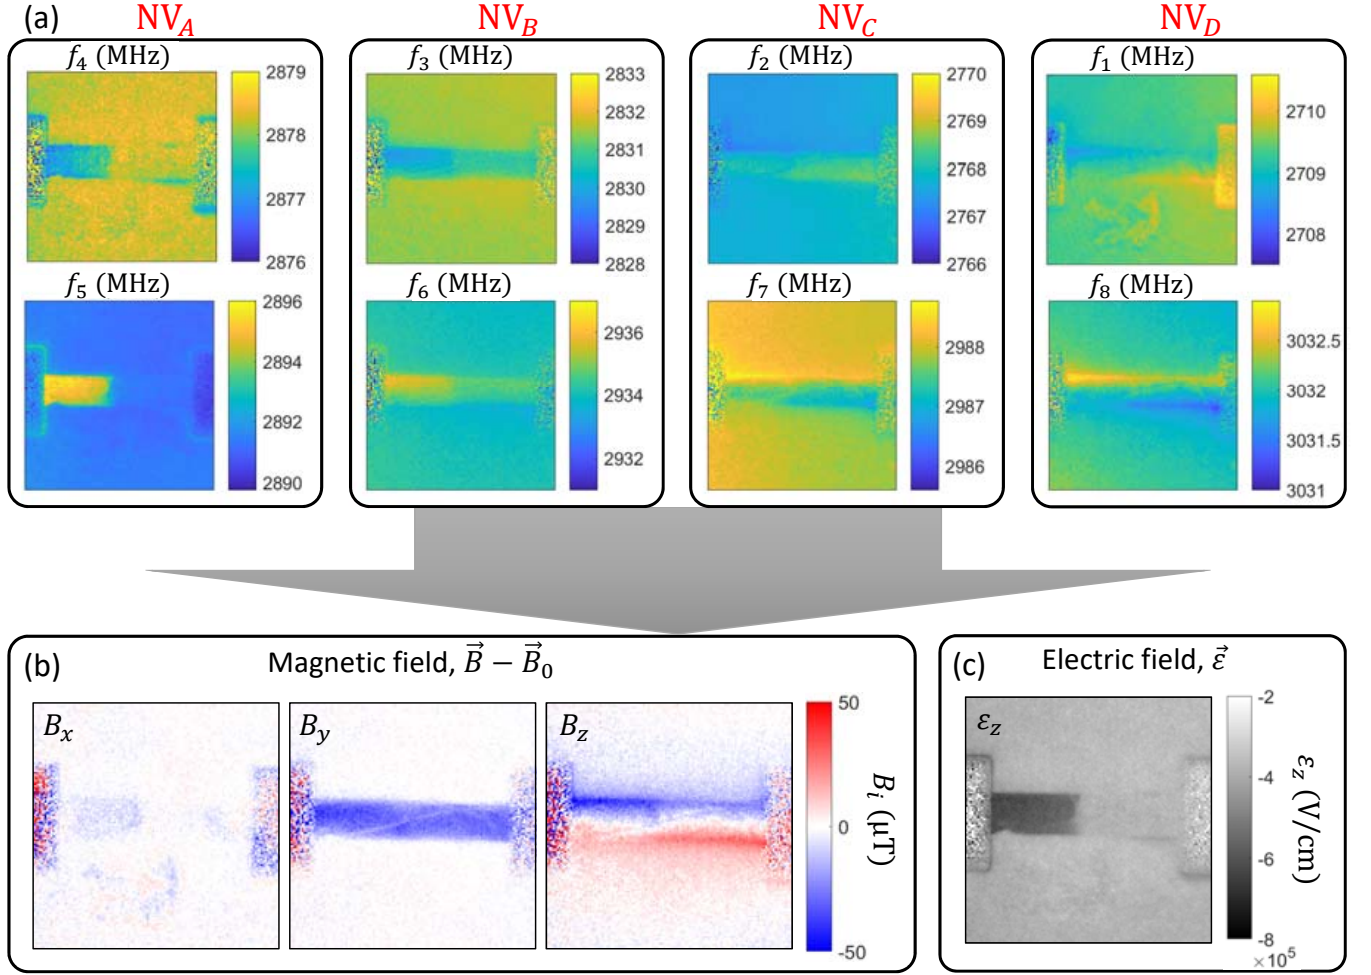 (a) NV_A NV_B NV_C NV_D
f_4 (MHz) f_3 (MHz) f_2 (MHz) f_1 (MHz)
2879 2833 2770
2832 2769 2710
2878
2831 2768 2709
2877 2830
2767
2829 2708
2876 2828 2766
f_5 (MHz) f_6 (MHz) f_7 (MHz) f_8 (MHz)
2896
2936 2988 3032.5
2894
2934 2987 3032
2892
2932 2986 3031.5
2890 3031
(b) Magnetic field, \vec{B} − \vec{B}_0
B_x B_y B_z
50
0
-50
B_i (µT)
(c) Electric field, \vec{ε}
ε_z
-2
-4
-6
-8
×10^5
ε_z (V/cm)